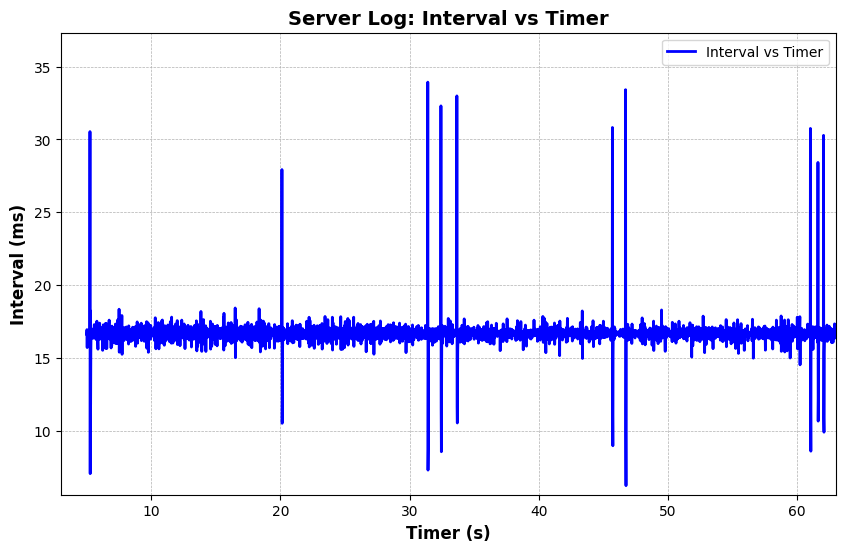 Server Log: Interval vs Timer
Interval vs Timer
Interval (ms)
35
30
25
20
15
10
10 20 30 40 50 60
Timer (s)